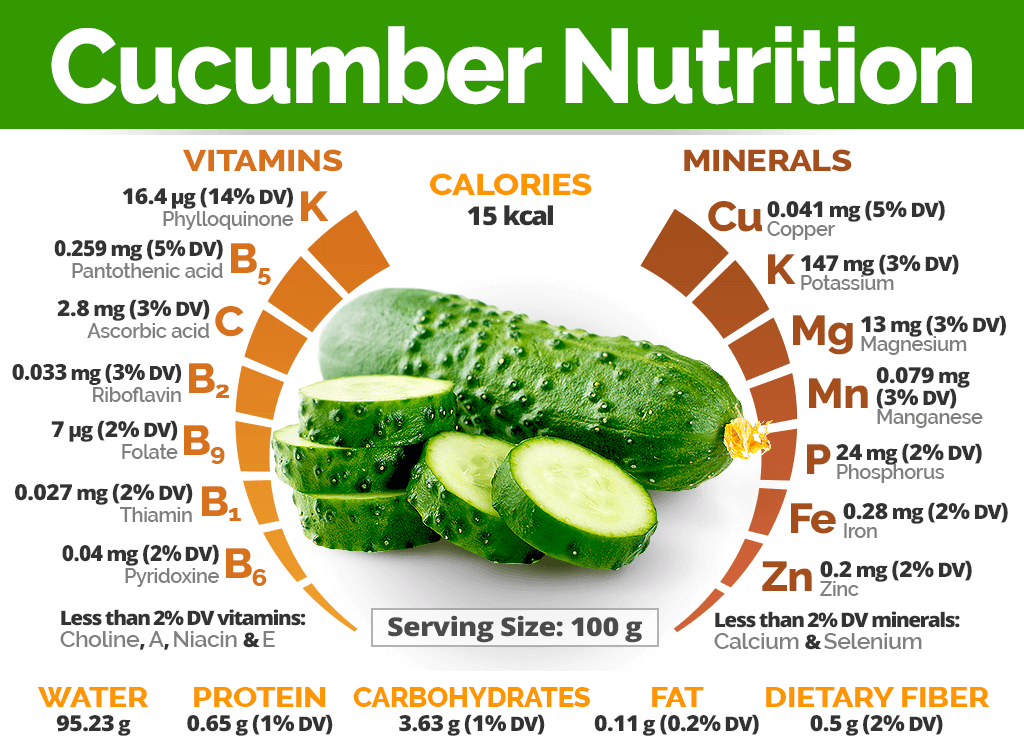 Cucumber Nutrition
VITAMINS
16.4 µg (14% DV)
Phylloquinone
K
0.259 mg (5% DV)
Pantothenic acid
B5
2.8 mg (3% DV)
Ascorbic acid
C
0.033 mg (3% DV)
Riboflavin
B2
7 µg (2% DV)
Folate
B9
0.027 mg (2% DV)
Thiamin
B1
0.04 mg (2% DV)
Pyridoxine
B6
Less than 2% DV vitamins:
Choline, A, Niacin & E
CALORIES
15 kcal
Serving Size: 100 g
MINERALS
Cu
0.041 mg (5% DV)
Copper
K
147 mg (3% DV)
Potassium
Mg
13 mg (3% DV)
Magnesium
Mn
0.079 mg
(3% DV)
Manganese
P
24 mg (2% DV)
Phosphorus
Fe
0.28 mg (2% DV)
Iron
Zn
0.2 mg (2% DV)
Zinc
Less than 2% DV minerals:
Calcium & Selenium
WATER
95.23 g
PROTEIN
0.65 g (1% DV)
CARBOHYDRATES
3.63 g (1% DV)
FAT
0.11 g (0.2% DV)
DIETARY FIBER
0.5 g (2% DV)